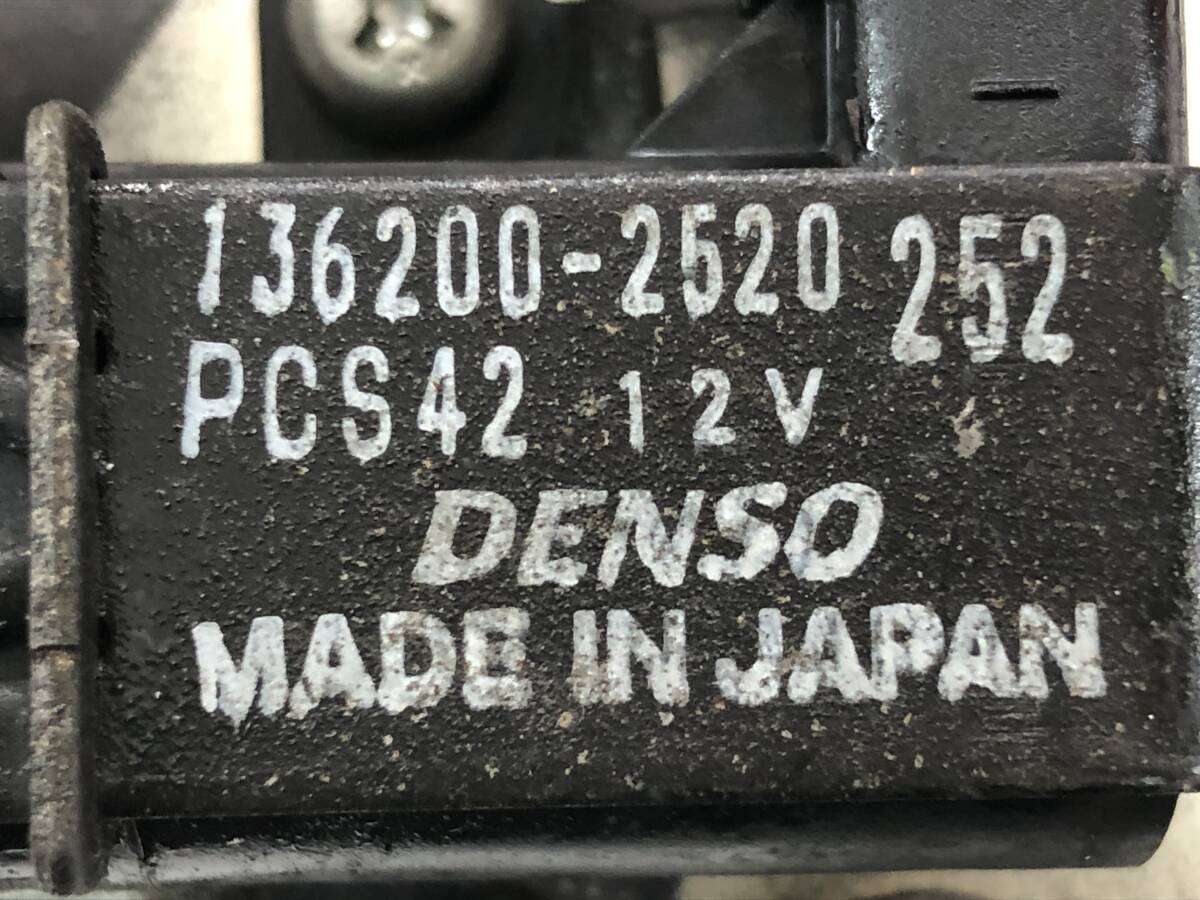 136200-2520 252
PCS42 12V
DENSO
MADE IN JAPAN